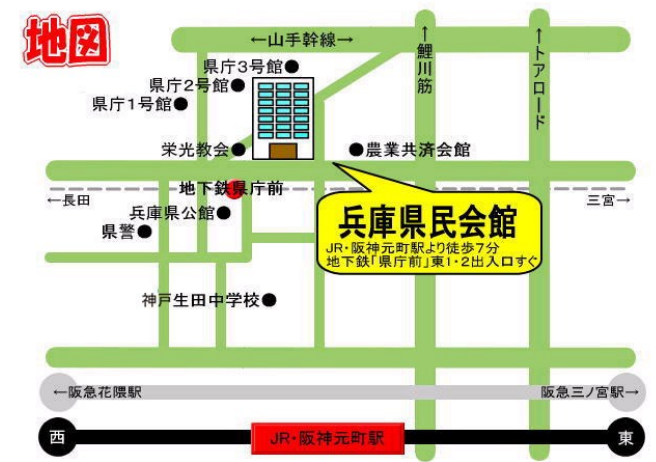 地図
←山手幹線→
県庁3号館●
県庁2号館●
県庁1号館●
↑鯉川筋
↑トアロード
栄光教会●
●農業共済会館
地下鉄県庁前
←長田
三宮→
兵庫県公館●
県警●
兵庫県民会館
JR・阪神元町駅より徒歩7分
地下鉄「県庁前」東1・2出入口すぐ
神戸生田中学校●
←阪急花隈駅
阪急三ノ宮駅→
西
JR・阪神元町駅
東